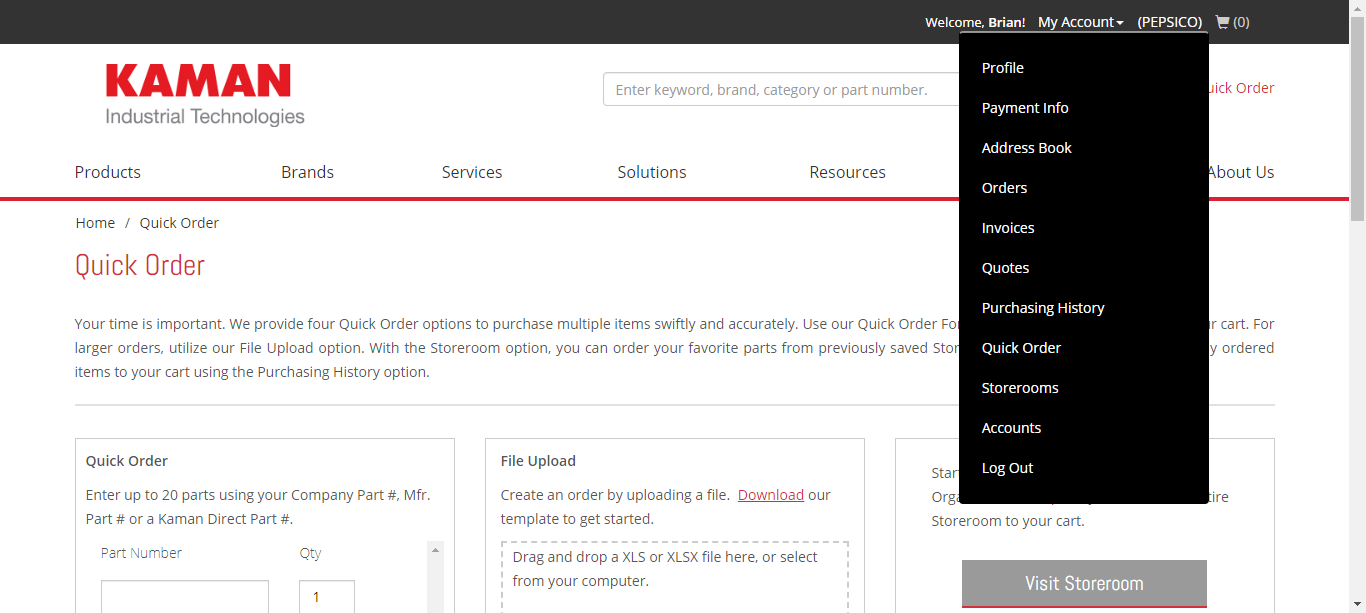 Welcome, Brian! My Account (PEPSICO) (0)
KAMAN
Industrial Technologies
Enter keyword, brand, category or part number.
uick Order
Products Brands Services Solutions Resources About Us
Profile
Payment Info
Address Book
Orders
Invoices
Quotes
Purchasing History
Quick Order
Storerooms
Accounts
Log Out
Home / Quick Order
Quick Order
Your time is important. We provide four Quick Order options to purchase multiple items swiftly and accurately. Use our Quick Order For r cart. For
larger orders, utilize our File Upload option. With the Storeroom option, you can order your favorite parts from previously saved Stor y ordered
items to your cart using the Purchasing History option.
Quick Order
Enter up to 20 parts using your Company Part #, Mfr.
Part # or a Kaman Direct Part #.
Part Number Qty
1
File Upload
Create an order by uploading a file. Download our
template to get started.
Drag and drop a XLS or XLSX file here, or select
from your computer.
Star
Orga tire
Storeroom to your cart.
Visit Storeroom